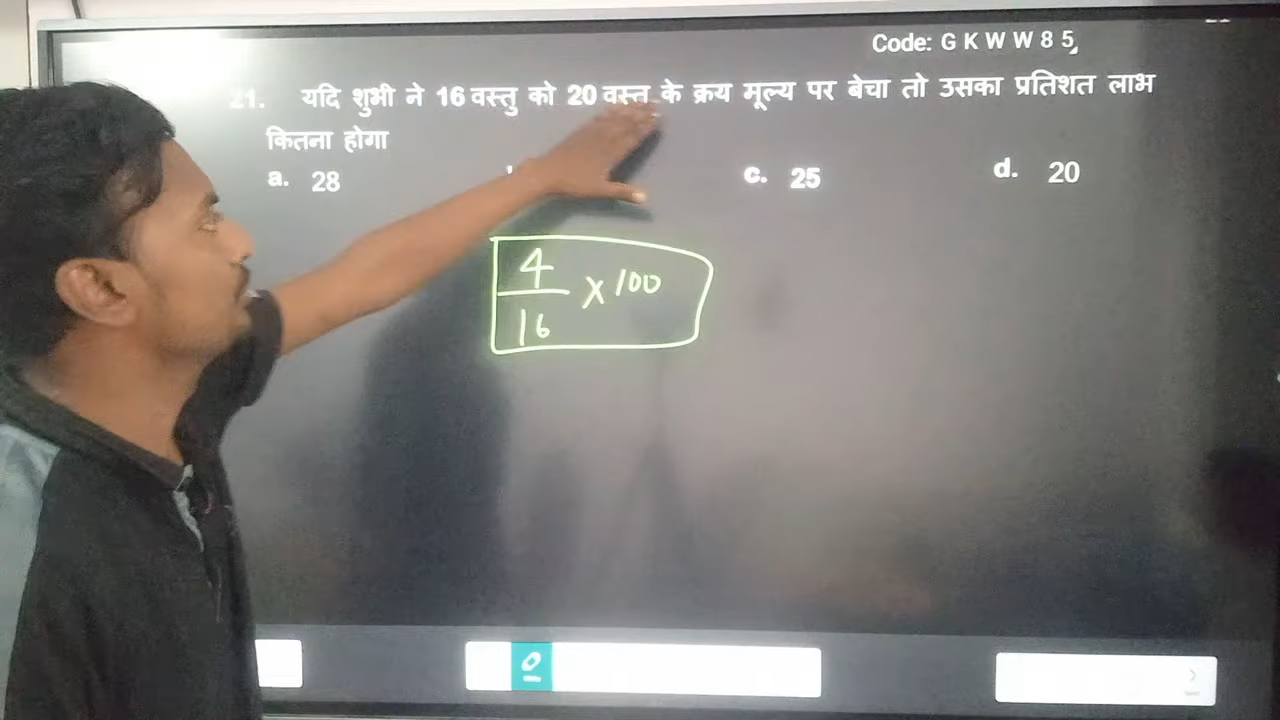 Code: G K W W 8 5
21. यदि शुभी ने 16 वस्तु को 20 वस्तु के क्रय मूल्य पर बेचा तो उसका प्रतिशत लाभ
कितना होगा
a. 28 c. 25 d. 20
4
16
× 100